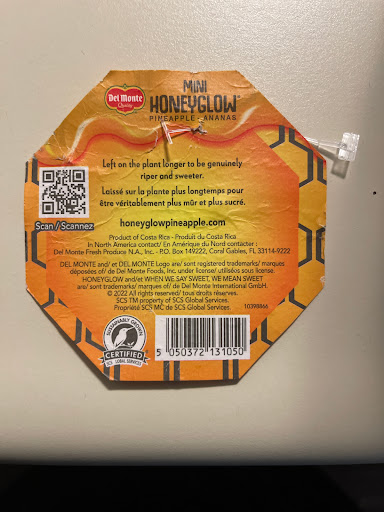 Del Monte
Quality
MINI
HONEYGLOW
PINEAPPLE - ANANAS
Left on the plant longer to be genuinely
riper and sweeter.
Laissé sur la plante plus longtemps pour
être véritablement plus mûr et plus sucré.
Scan/Scannez
honeyglowpineapple.com
Product of Costa Rica - Produit du Costa Rica
In North America contact/ En Amérique du Nord contacter :
Del Monte Fresh Produce N.A., Inc. - P.O. Box 149222, Coral Gables, FL 33114-9222
DEL MONTE and/ et DEL MONTE Logo are/ sont registered trademarks/ marques
déposées of/ de Del Monte Foods, Inc. under license/ utilisés sous license.
HONEYGLOW and/et WHEN WE SAY SWEET, WE MEAN SWEET
are/ sont trademarks/ marques of/ de Del Monte International GmbH.
© 2022 All rights reserved/ tous droits réservés.
SCS TM property of SCS Global Services.
Propriété SCS MC de SCS Global Services.
10398866
SUSTAINABLY GROWN
CERTIFIED
SCS GLOBAL SERVICES
5 050372 131050